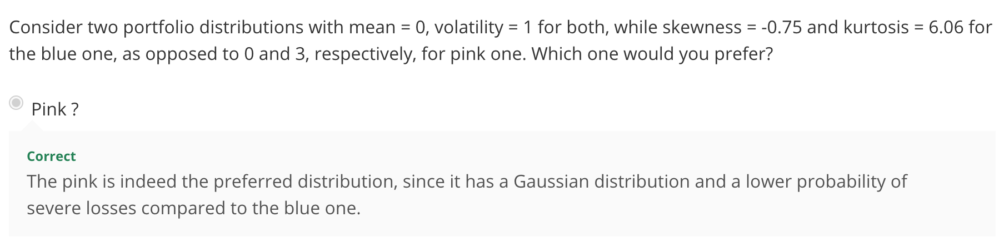 Consider two portfolio distributions with mean = 0, volatility = 1 for both, while skewness = -0.75 and kurtosis = 6.06 for
the blue one, as opposed to 0 and 3, respectively, for pink one. Which one would you prefer?
Pink ?
Correct
The pink is indeed the preferred distribution, since it has a Gaussian distribution and a lower probability of
severe losses compared to the blue one.